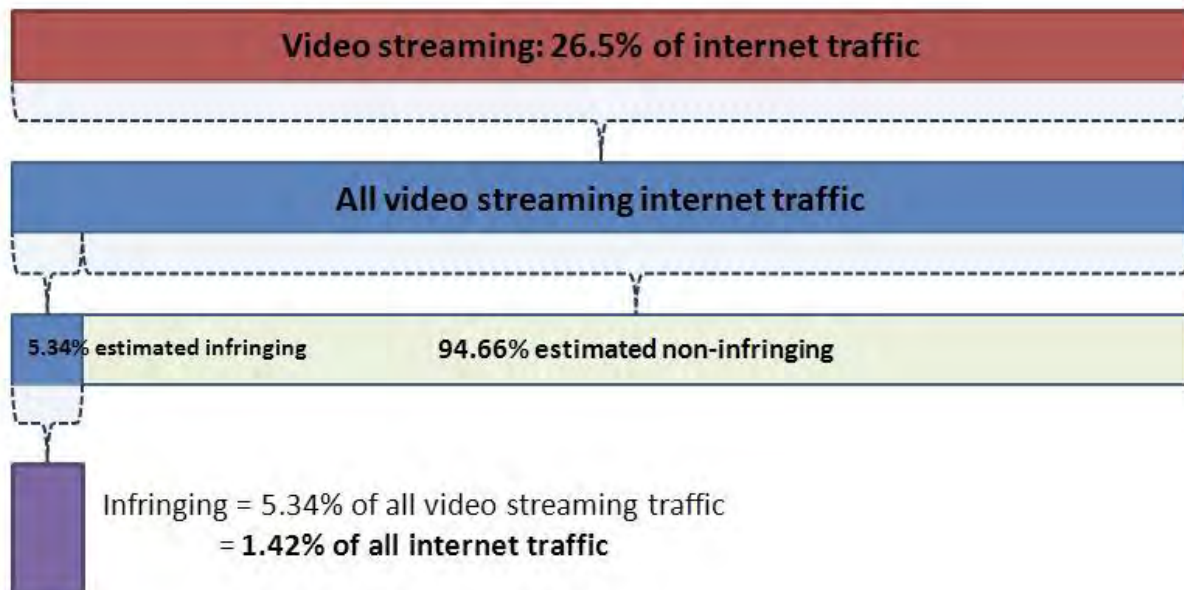 Video streaming: 26.5% of internet traffic
All video streaming internet traffic
5.34% estimated infringing
94.66% estimated non-infringing
Infringing = 5.34% of all video streaming traffic
= 1.42% of all internet traffic